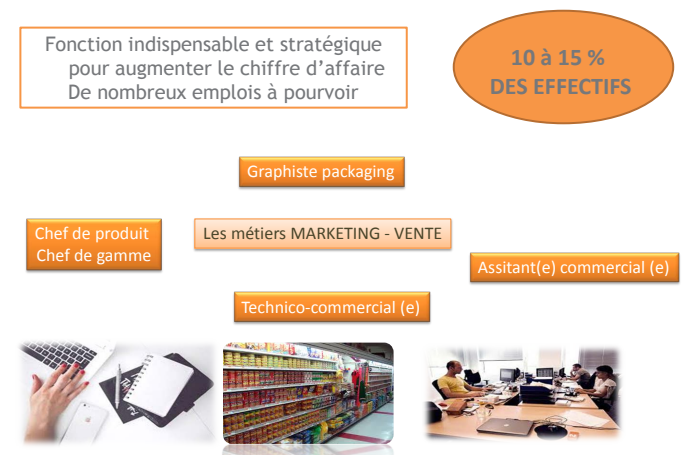 Fonction indispensable et stratégique
pour augmenter le chiffre d’affaire
De nombreux emplois à pourvoir
10 à 15 %
DES EFFECTIFS
Graphiste packaging
Chef de produit
Chef de gamme
Les métiers MARKETING - VENTE
Assitant(e) commercial (e)
Technico-commercial (e)